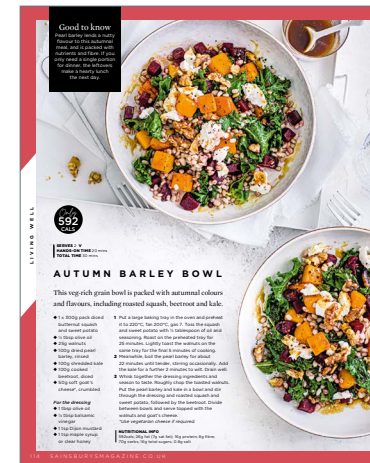 Good to know
Pearl barley lends a nutty
flavour to this autumnal
meal, and is packed with
nutrients and fibre. If you
only need a single portion
for dinner, the leftovers
make a hearty lunch
the next day.
LIVING WELL
Only
592
CALS
SERVES 2 V
HANDS-ON TIME 20 mins
TOTAL TIME 30 mins
AUTUMN BARLEY BOWL
This veg-rich grain bowl is packed with autumnal colours
and flavours, including roasted squash, beetroot and kale.
1 x 350g pack diced
butternut squash
and sweet potato
½ tbsp olive oil
25g walnuts
100g dried pearl
barley, rinsed
100g shredded kale
100g cooked
beetroot, diced
60g soft goat's
cheese*, crumbled
For the dressing
1 tbsp olive oil
½ tbsp balsamic
vinegar
1 tsp Dijon mustard
1 tsp maple syrup
or clear honey
1 Put a large baking tray in the oven and preheat
it to 220°C, fan 200°C, gas 7. Toss the squash
and sweet potato with ½ tablespoon of oil and
seasoning. Roast on the preheated tray for
25 minutes. Lightly toast the walnuts on the
same tray for the final 5 minutes of cooking.
2 Meanwhile, boil the pearl barley for about
22 minutes until tender, stirring occasionally. Add
the kale for a further 2 minutes to wilt. Drain well.
3 Whisk together the dressing ingredients and
season to taste. Roughly chop the toasted walnuts.
Put the pearl barley and kale in a bowl and stir
through the dressing and roasted squash and
sweet potato, followed by the beetroot. Divide
between bowls and serve topped with the
walnuts and goat's cheese.
*Use vegetarian cheese if required
NUTRITIONAL INFO
SAINSBURYSMAGAZINE.CO.UK